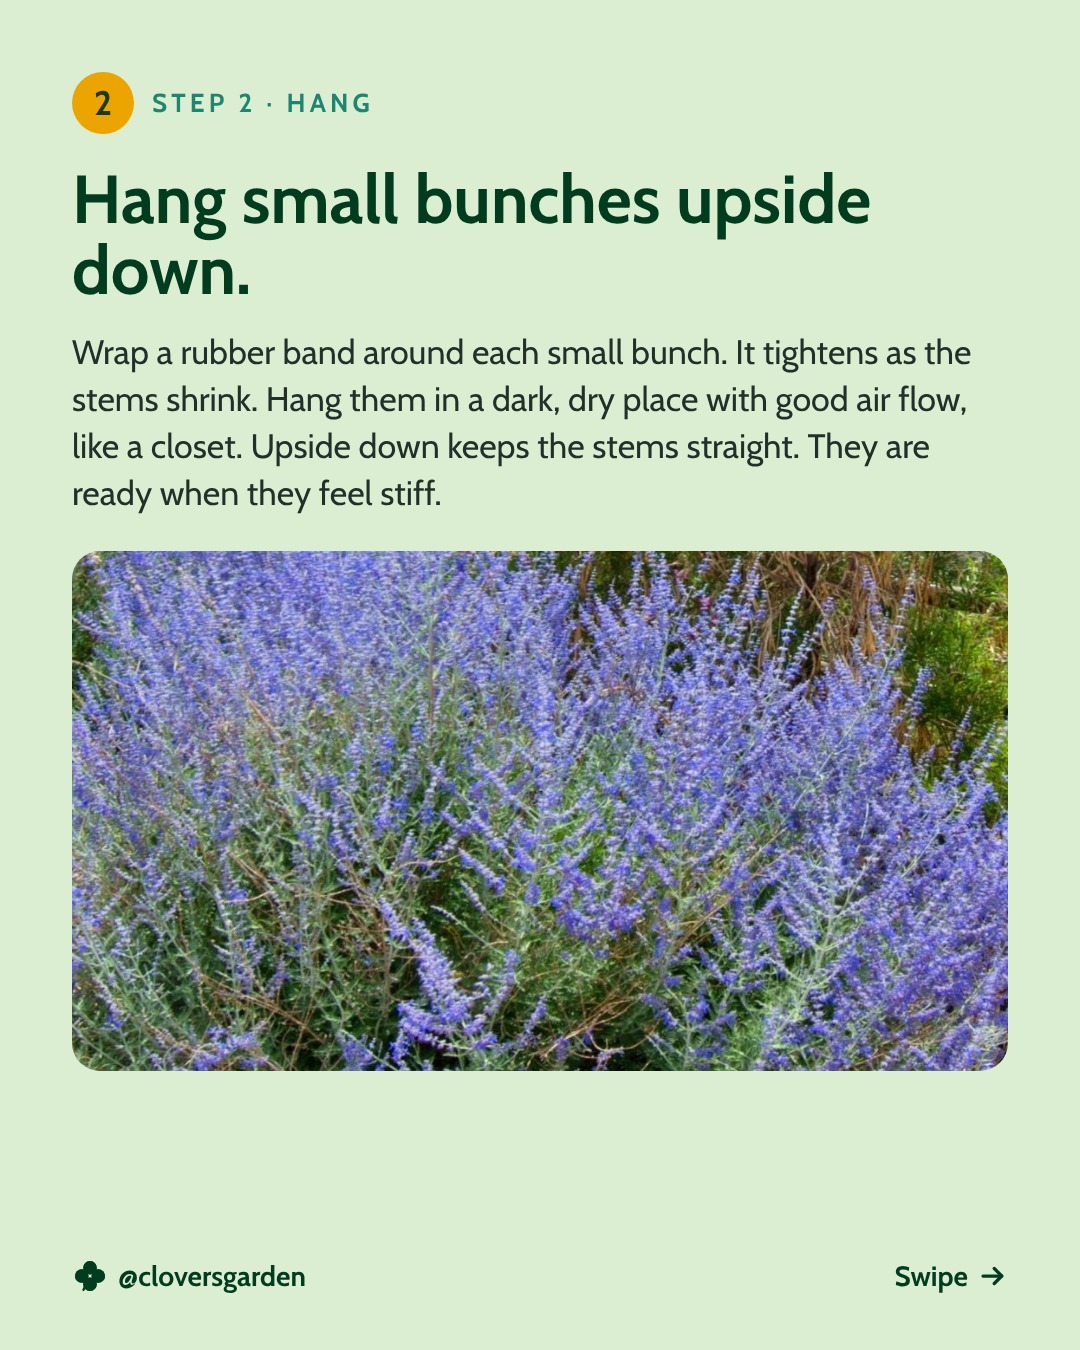 2
STEP 2 · HANG
Hang small bunches upside
down.
Wrap a rubber band around each small bunch. It tightens as the
stems shrink. Hang them in a dark, dry place with good air flow,
like a closet. Upside down keeps the stems straight. They are
ready when they feel stiff.
@cloversgarden
Swipe →